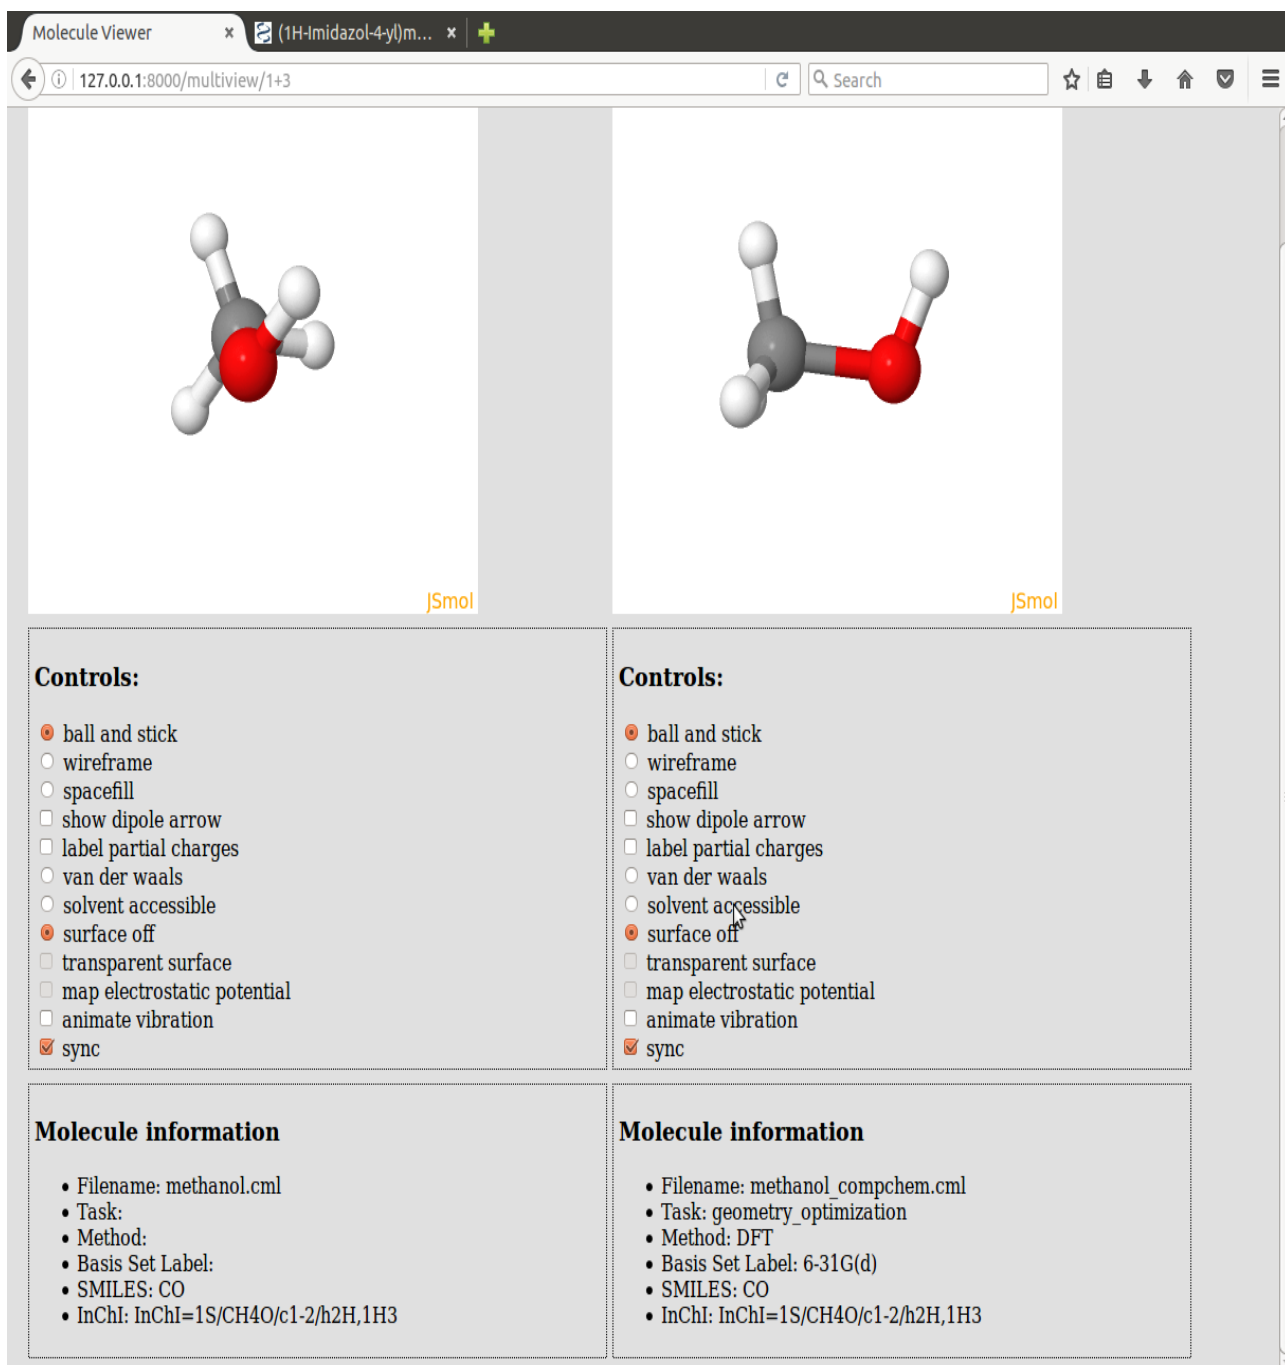 Molecule Viewer
(1H-Imidazol-4-yl)m...
127.0.0.1:8000/multiview/1+3
Search
JSmol
JSmol
Controls:
ball and stick
wireframe
spacefill
show dipole arrow
label partial charges
van der waals
solvent accessible
surface off
transparent surface
map electrostatic potential
animate vibration
sync
Controls:
ball and stick
wireframe
spacefill
show dipole arrow
label partial charges
van der waals
solvent accessible
surface off
transparent surface
map electrostatic potential
animate vibration
sync
Molecule information
• Filename: methanol.cml
• Task:
• Method:
• Basis Set Label:
• SMILES: CO
• InChI: InChI=1S/CH4O/c1-2/h2H,1H3
Molecule information
• Filename: methanol_compchem.cml
• Task: geometry_optimization
• Method: DFT
• Basis Set Label: 6-31G(d)
• SMILES: CO
• InChI: InChI=1S/CH4O/c1-2/h2H,1H3